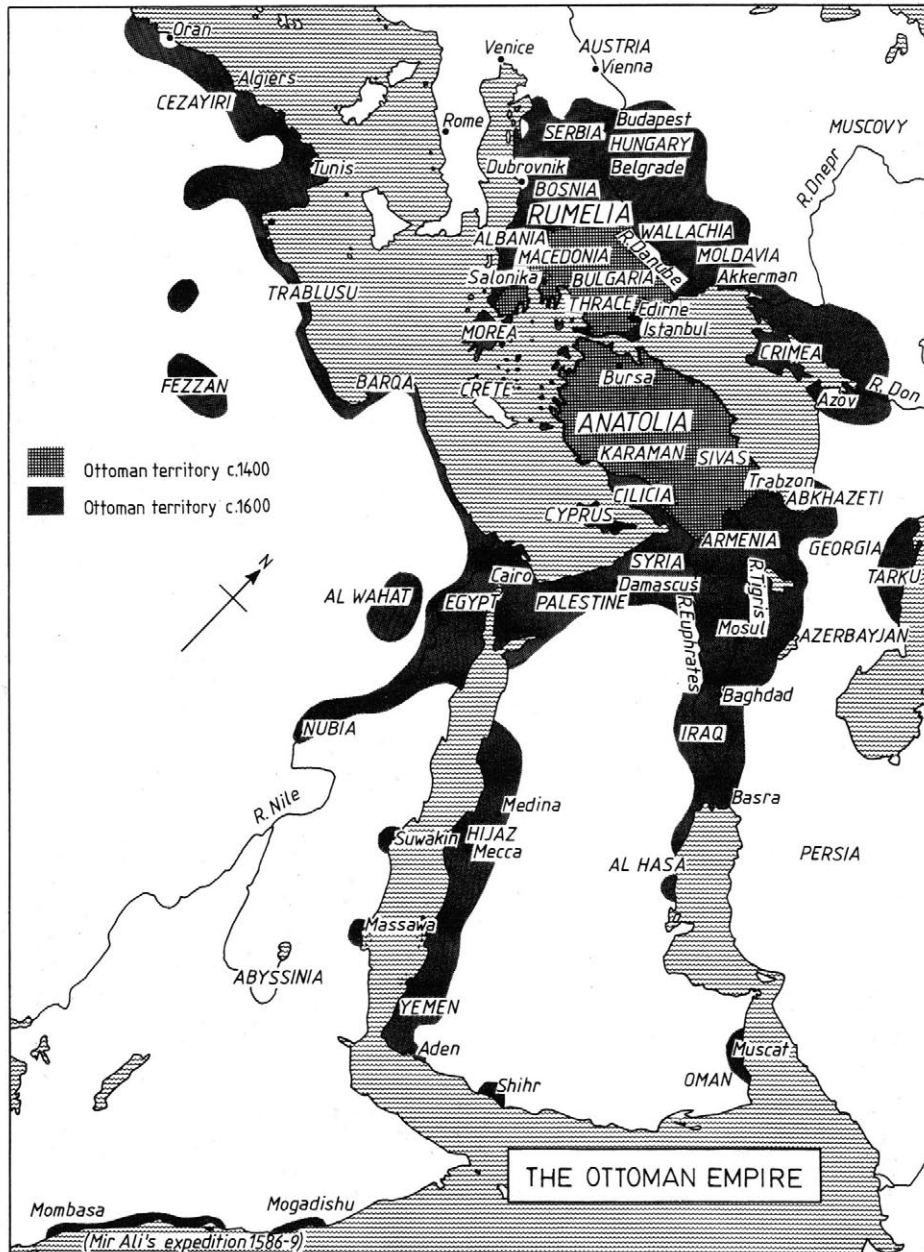 Oran
Venice
AUSTRIA
Vienna
Algiers
CEZAYIRI
Rome
SERBIA
Budapest
HUNGARY
Belgrade
MUSCOVY
R.Dnepr
Tunis
Dubrovnik
BOSNIA
RUMELIA
ALBANIA
WALLACHIA
MACEDONIA
R.Danube
MOLDAVIA
Salonika
BULGARIA
Akkerman
TRABLUSU
THRACE
Edirne
Istanbul
MOREA
CRIMEA
FEZZAN
BARQA
CRETE
Bursa
R. Don
Azov
ANATOLIA
KARAMAN
SIVAS
Ottoman territory c.1400
Trabzon
Ottoman territory c.1600
CILICIA
ABKHAZETI
CYPRUS
N
ARMENIA
GEORGIA
SYRIA
Cairo
TARKU
AL WAHAT
EGYPT
PALESTINE
Damascus
R.Tigris
R.Euphrates
Mosul
AZERBAYJAN
Baghdad
NUBIA
IRAQ
R. Nile
Medina
Basra
Suwakin
HIJAZ
Mecca
AL HASA
PERSIA
Massawa
ABYSSINIA
YEMEN
Aden
Muscat
Shihr
OMAN
THE OTTOMAN EMPIRE
Mombasa
Mogadishu
(Mir Ali's expedition 1586-9)